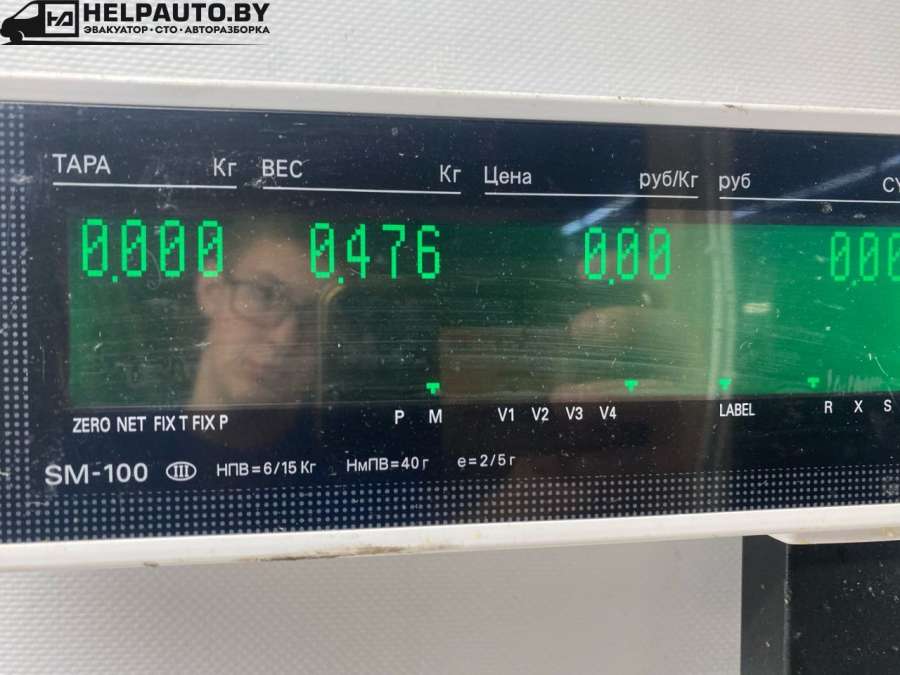 HELPAUTO.BY
ЭВАКУАТОР · СТО · АВТОРАЗБОРКА
ТАРА Кг ВЕС Кг Цена руб/Кг руб
0.000 0.476 0.00
ZERO NET FIX T FIX P P M V1 V2 V3 V4 LABEL R X S
SM-100 III НПВ=6/15 Кг НмПВ=40 г e=2/5 г